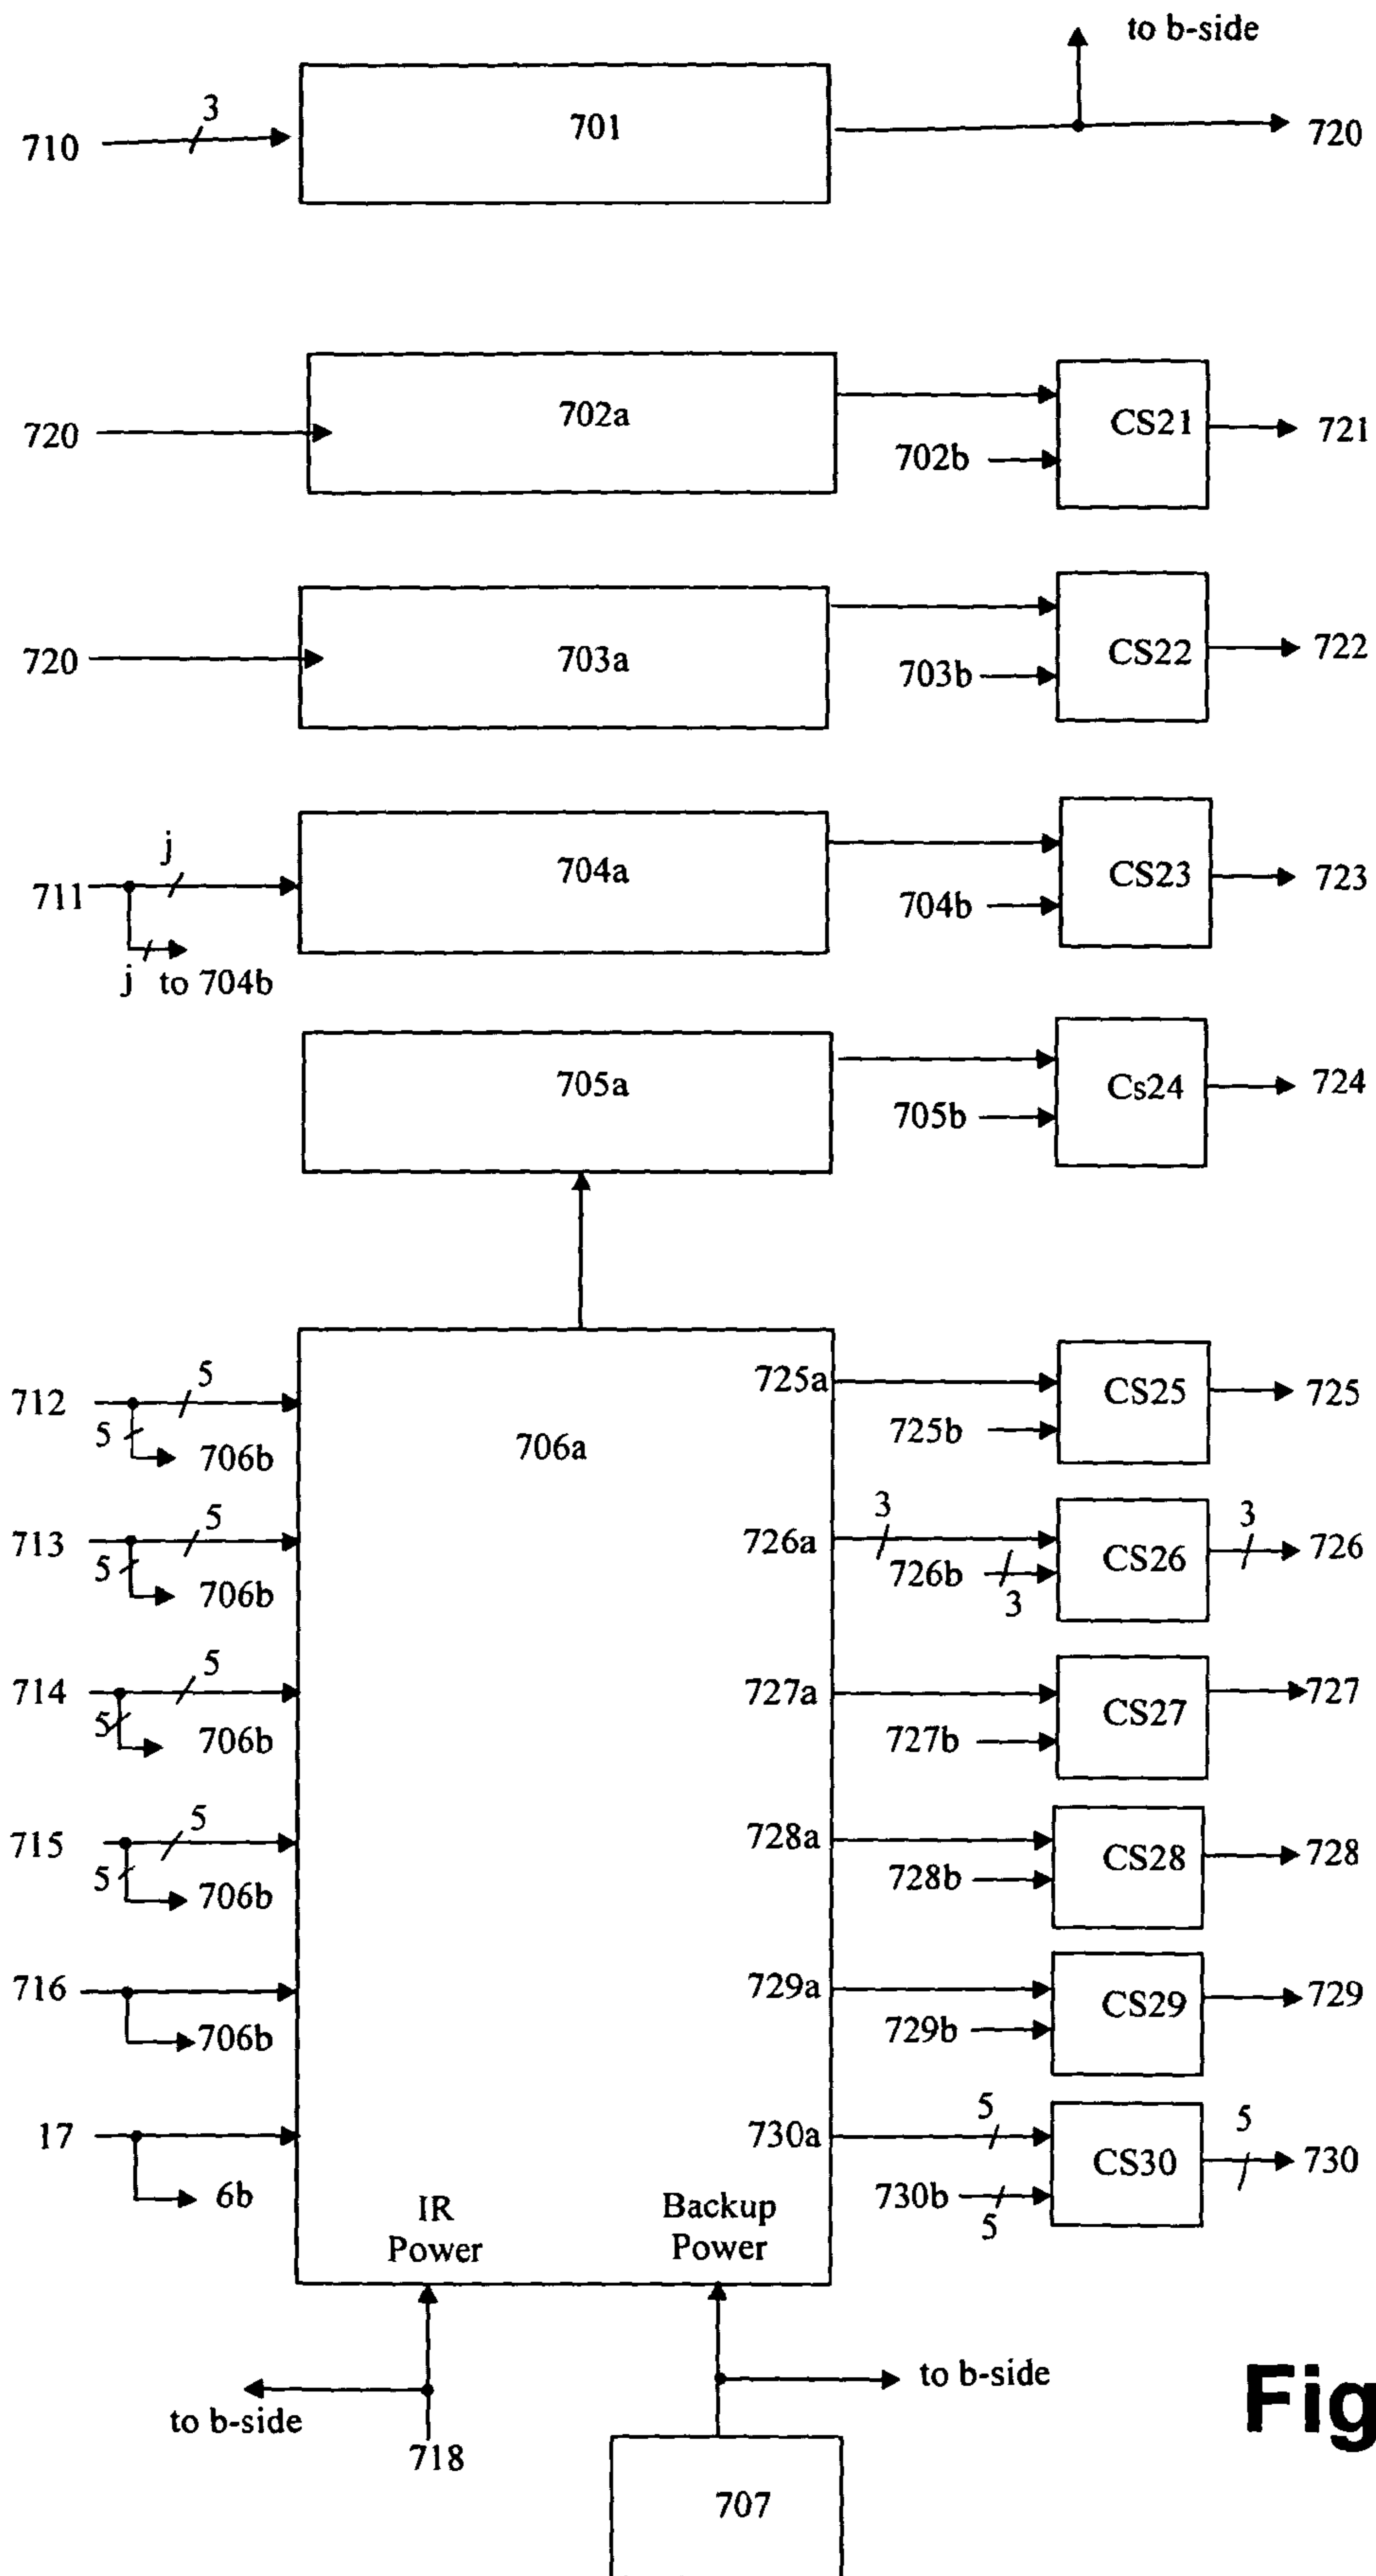 to b-side
3
710
701
720
702a
720
CS21
721
702b
703a
720
CS22
722
703b
j
711
704a
CS23
723
704b
j to 704b
705a
Cs24
724
705b
712
5
5
706b
706a
725a
CS25
725
725b
713
5
5
706b
726a
3
726b
3
CS26
3
726
714
5
5
706b
727a
CS27
727
727b
715
5
5
706b
728a
CS28
728
728b
716
706b
729a
CS29
729
729b
17
6b
730a
5
730b
5
CS30
5
730
IR
Power
Backup
Power
to b-side
to b-side
718
707
Fig